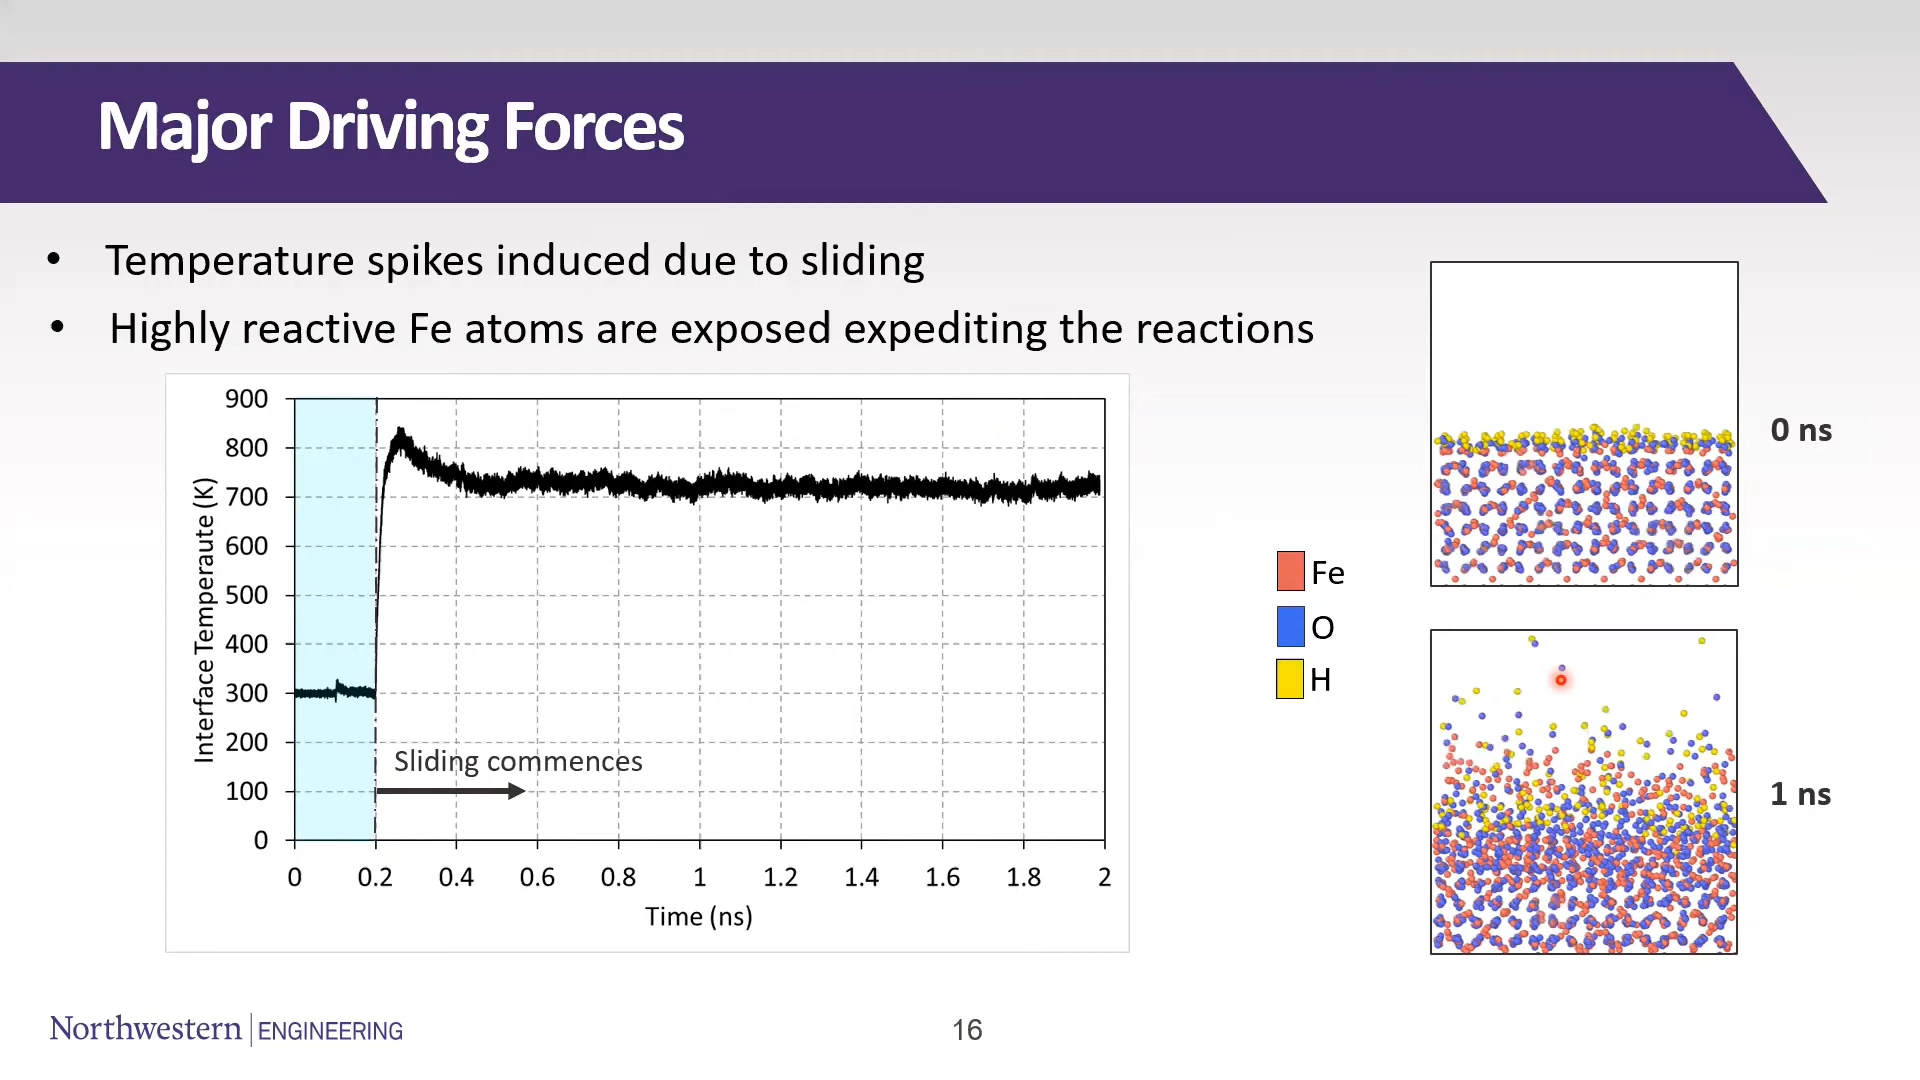 Major Driving Forces
• Temperature spikes induced due to sliding
• Highly reactive Fe atoms are exposed expediting the reactions
Interface Temperaute (K)
900
800
700
600
500
400
300
200
100
0
Sliding commences
0 0.2 0.4 0.6 0.8 1 1.2 1.4 1.6 1.8 2
Time (ns)
Fe
O
H
0 ns
1 ns
Northwestern | ENGINEERING
16